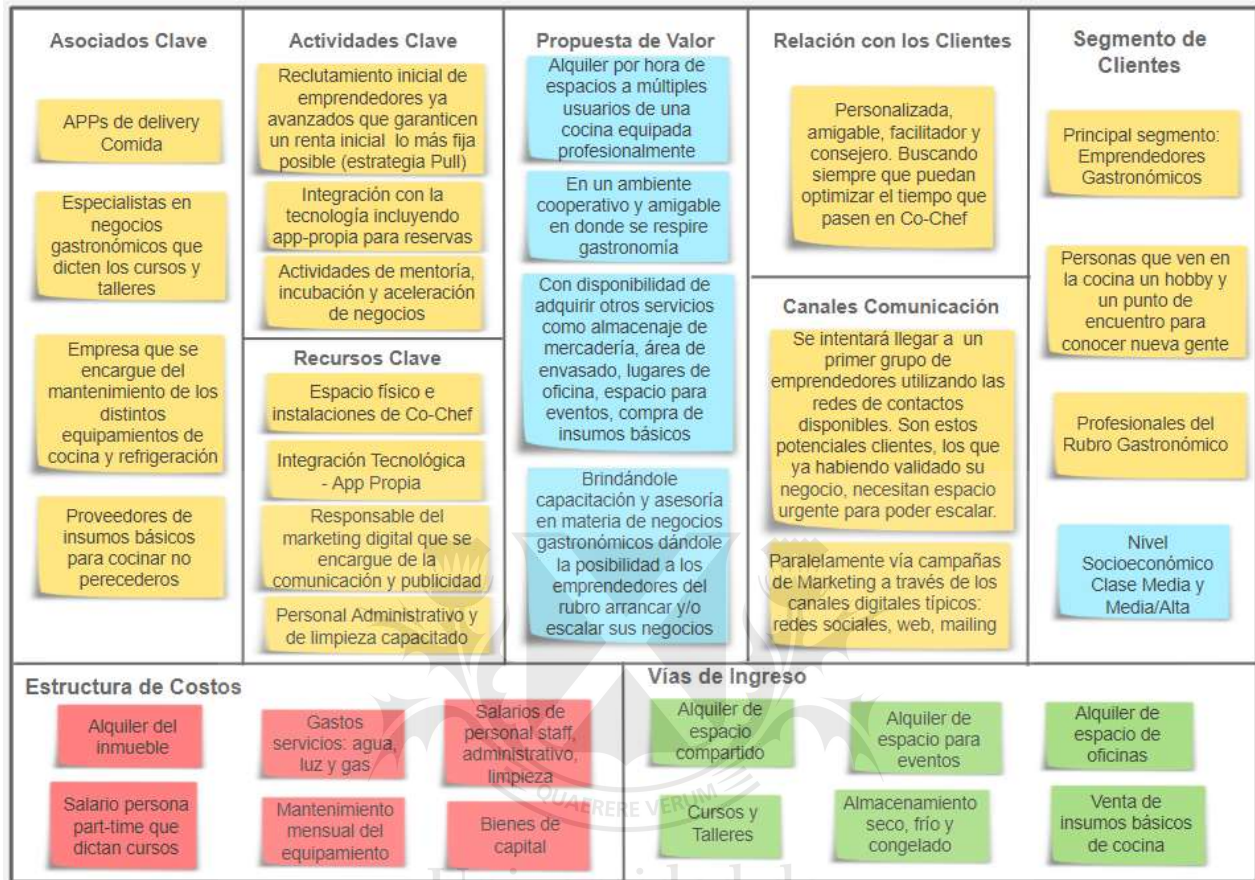 Asociados Clave
APPs de delivery
Comida
Especialistas en
negocios
gastronómicos que
dicten los cursos y
talleres
Empresa que se
encargue del
mantenimiento de los
distintos
equipamientos de
cocina y refrigeración
Proveedores de
insumos básicos
para cocinar no
perecederos
Actividades Clave
Reclutamiento inicial de
emprendedores ya
avanzados que garanticen
un renta inicial lo más fija
posible (estrategia Pull)
Integración con la
tecnología incluyendo
app-propia para reservas
Actividades de mentoría,
incubación y aceleración
de negocios
Recursos Clave
Espacio físico e
instalaciones de Co-Chef
Integración Tecnológica
- App Propia
Responsable del
marketing digital que se
encargue de la
comunicación y publicidad
Personal Administrativo y
de limpieza capacitado
Propuesta de Valor
Alquiler por hora de
espacios a múltiples
usuarios de una
cocina equipada
profesionalmente
En un ambiente
cooperativo y amigable
en donde se respire
gastronomía
Con disponibilidad de
adquirir otros servicios
como almacenaje de
mercadería, área de
envasado, lugares de
oficina, espacio para
eventos, compra de
insumos básicos
Brindándole
capacitación y asesoría
en materia de negocios
gastronómicos dándole
la posibilidad a los
emprendedores del
rubro arrancar y/o
escalar sus negocios
Relación con los Clientes
Personalizada,
amigable, facilitador y
consejero. Buscando
siempre que puedan
optimizar el tiempo que
pasen en Co-Chef
Canales Comunicación
Se intentará llegar a un
primer grupo de
emprendedores utilizando las
redes de contactos
disponibles. Son estos
potenciales clientes, los que
ya habiendo validado su
negocio, necesitan espacio
urgente para poder escalar.
Paralelamente vía campañas
de Marketing a través de los
canales digitales típicos:
redes sociales, web, mailing
Segmento de
Clientes
Principal segmento:
Emprendedores
Gastronómicos
Personas que ven en
la cocina un hobby y
un punto de
encuentro para
conocer nueva gente
Profesionales del
Rubro Gastronómico
Nivel
Socioeconómico
Clase Media y
Media/Alta
Estructura de Costos
Alquiler del
inmueble
Gastos
servicios: agua,
luz y gas
Salarios de
personal staff,
administrativo,
limpieza
Salario persona
part-time que
dictan cursos
Mantenimiento
mensual del
equipamiento
Bienes de
capital
Vías de Ingreso
Alquiler de
espacio
compartido
Alquiler de
espacio para
eventos
Alquiler de
espacio de
oficinas
Cursos y
Talleres
Almacenamiento
seco, frío y
congelado
Venta de
insumos básicos
de cocina
QUAERERE VERUM